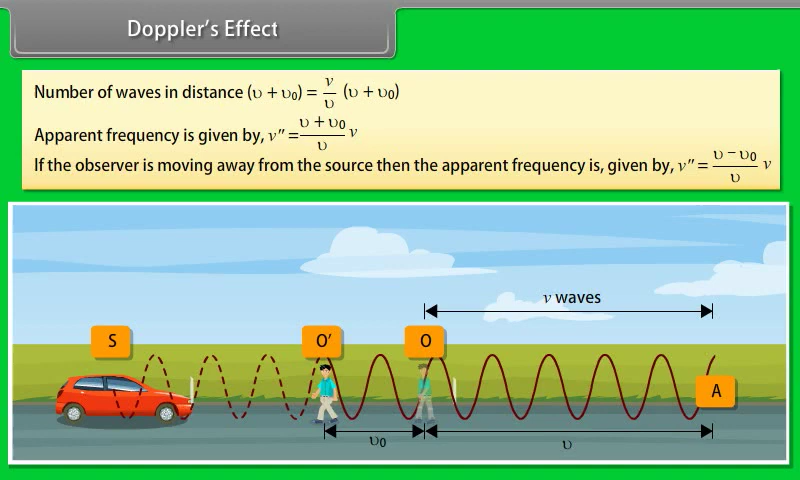 Doppler's Effect
Number of waves in distance (υ + υ₀) = ν/υ (υ + υ₀)
Apparent frequency is given by, ν″ = (υ + υ₀)/υ ν
If the observer is moving away from the source then the apparent frequency is, given by, ν″ = (υ − υ₀)/υ ν
ν waves
S
O′
O
A
υ₀
υ